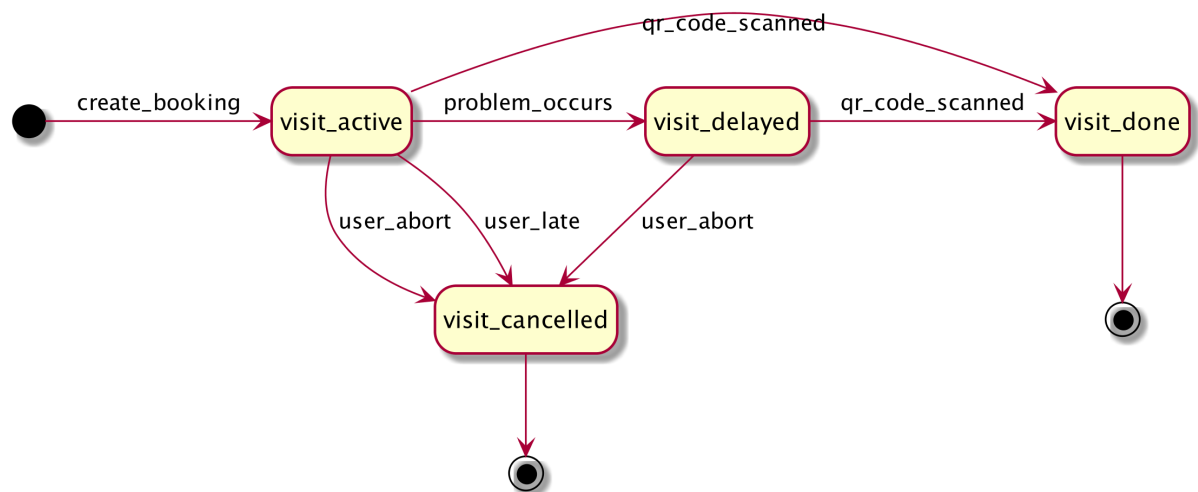 qr_code_scanned
create_booking
problem_occurs
qr_code_scanned
visit_active
visit_delayed
visit_done
user_abort
user_late
user_abort
visit_cancelled